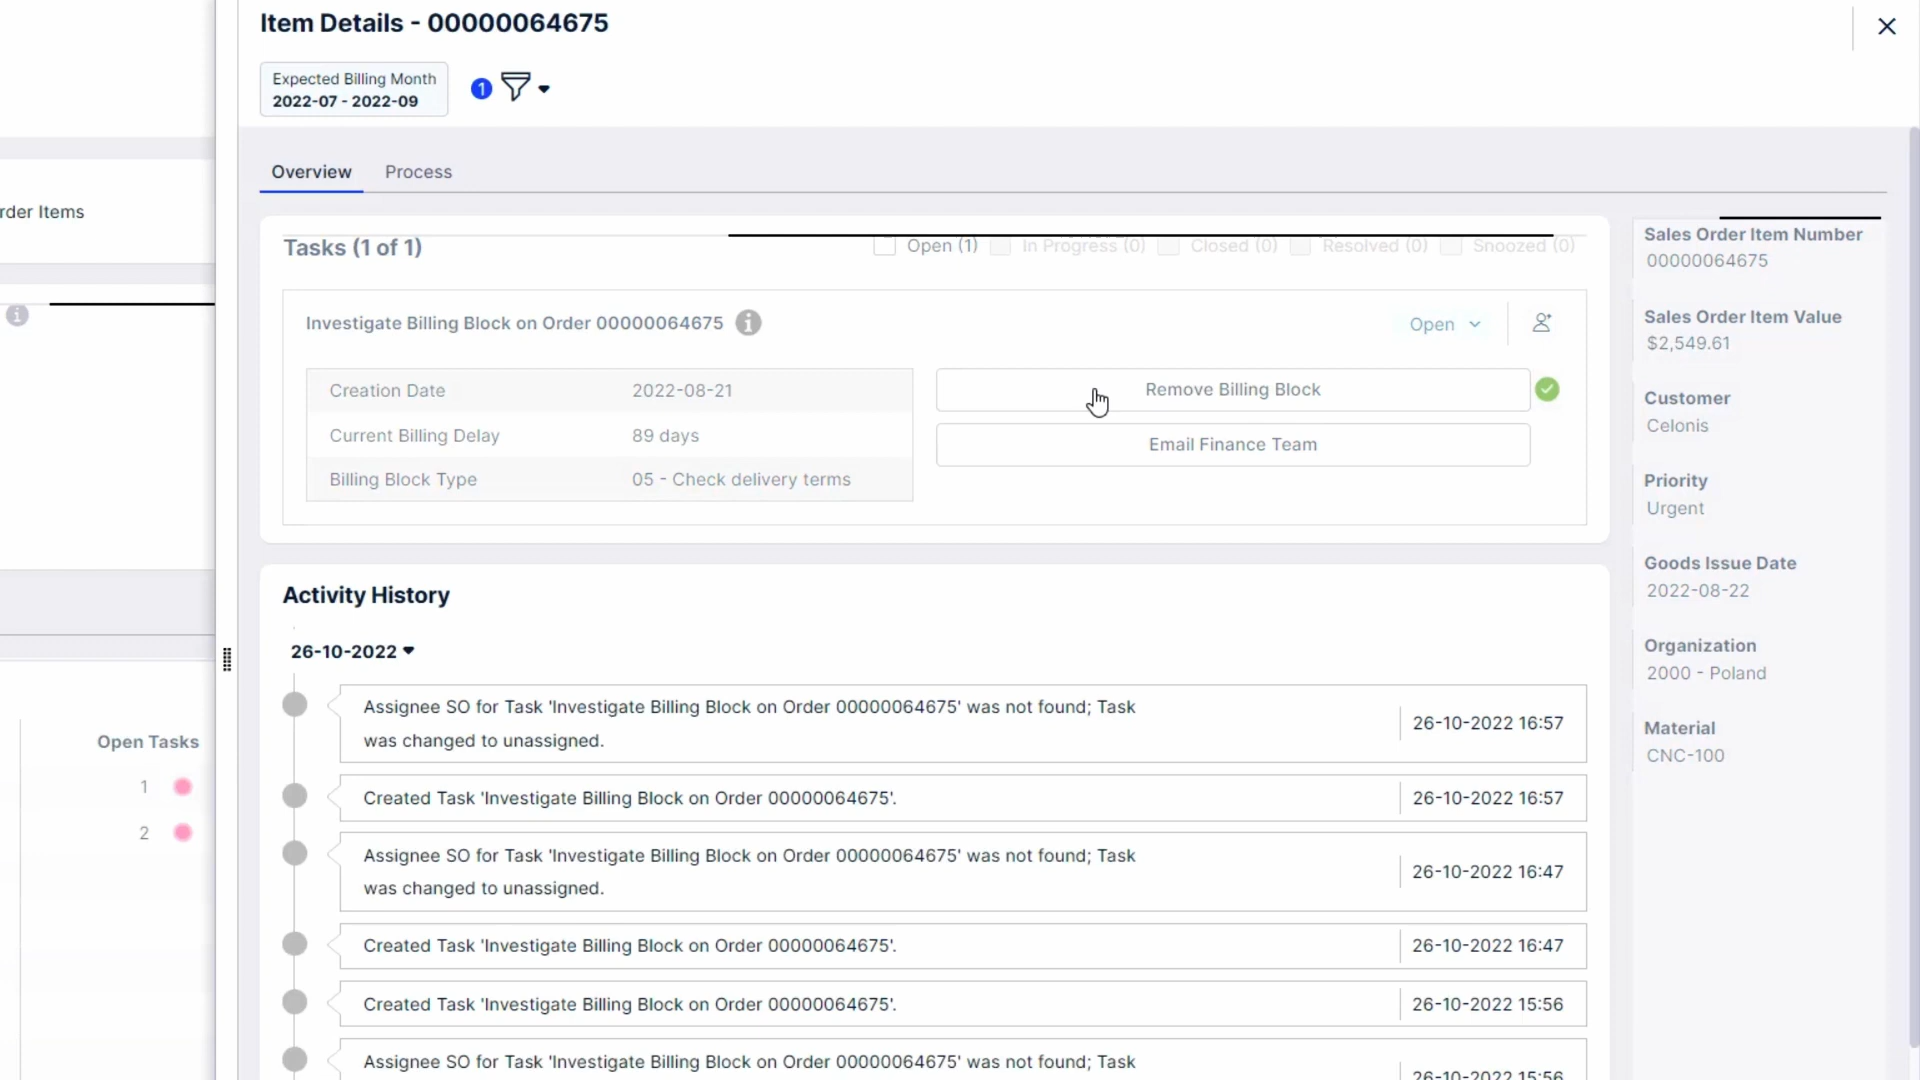 Item Details - 00000064675
Expected Billing Month
2022-07 - 2022-09
1
Overview
Process
rder Items
Tasks (1 of 1)
Open (1)
In Progress (0)
Closed (0)
Resolved (0)
Snoozed (0)
Investigate Billing Block on Order 00000064675
Open
Creation Date
2022-08-21
Current Billing Delay
89 days
Billing Block Type
05 - Check delivery terms
Remove Billing Block
Email Finance Team
Sales Order Item Number
00000064675
Sales Order Item Value
$2,549.61
Customer
Celonis
Priority
Urgent
Goods Issue Date
2022-08-22
Organization
2000 - Poland
Material
CNC-100
Open Tasks
1
2
Activity History
26-10-2022
Assignee SO for Task 'Investigate Billing Block on Order 00000064675' was not found; Task
was changed to unassigned.
26-10-2022 16:57
Created Task 'Investigate Billing Block on Order 00000064675'.
26-10-2022 16:57
Assignee SO for Task 'Investigate Billing Block on Order 00000064675' was not found; Task
was changed to unassigned.
26-10-2022 16:47
Created Task 'Investigate Billing Block on Order 00000064675'.
26-10-2022 16:47
Created Task 'Investigate Billing Block on Order 00000064675'.
26-10-2022 15:56
Assignee SO for Task 'Investigate Billing Block on Order 00000064675' was not found; Task
26-10-2022 15:56